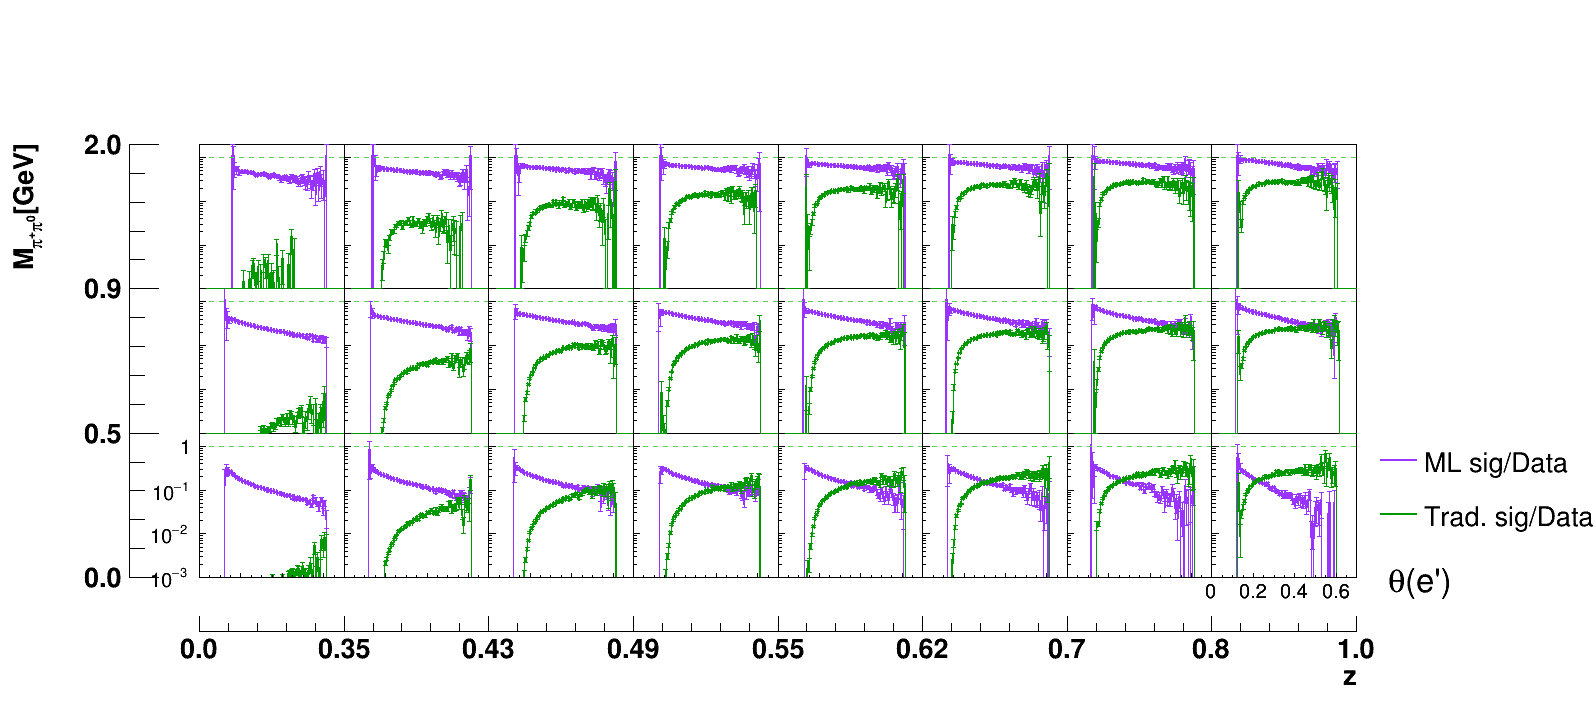 M π⁺π⁰ [GeV]
2.0
0.9
0.5
0.0
1
10⁻¹
10⁻²
10⁻³
ML sig/Data
Trad. sig/Data
0 0.2 0.4 0.6
θ(e')
0.0 0.35 0.43 0.49 0.55 0.62 0.7 0.8 1.0
z